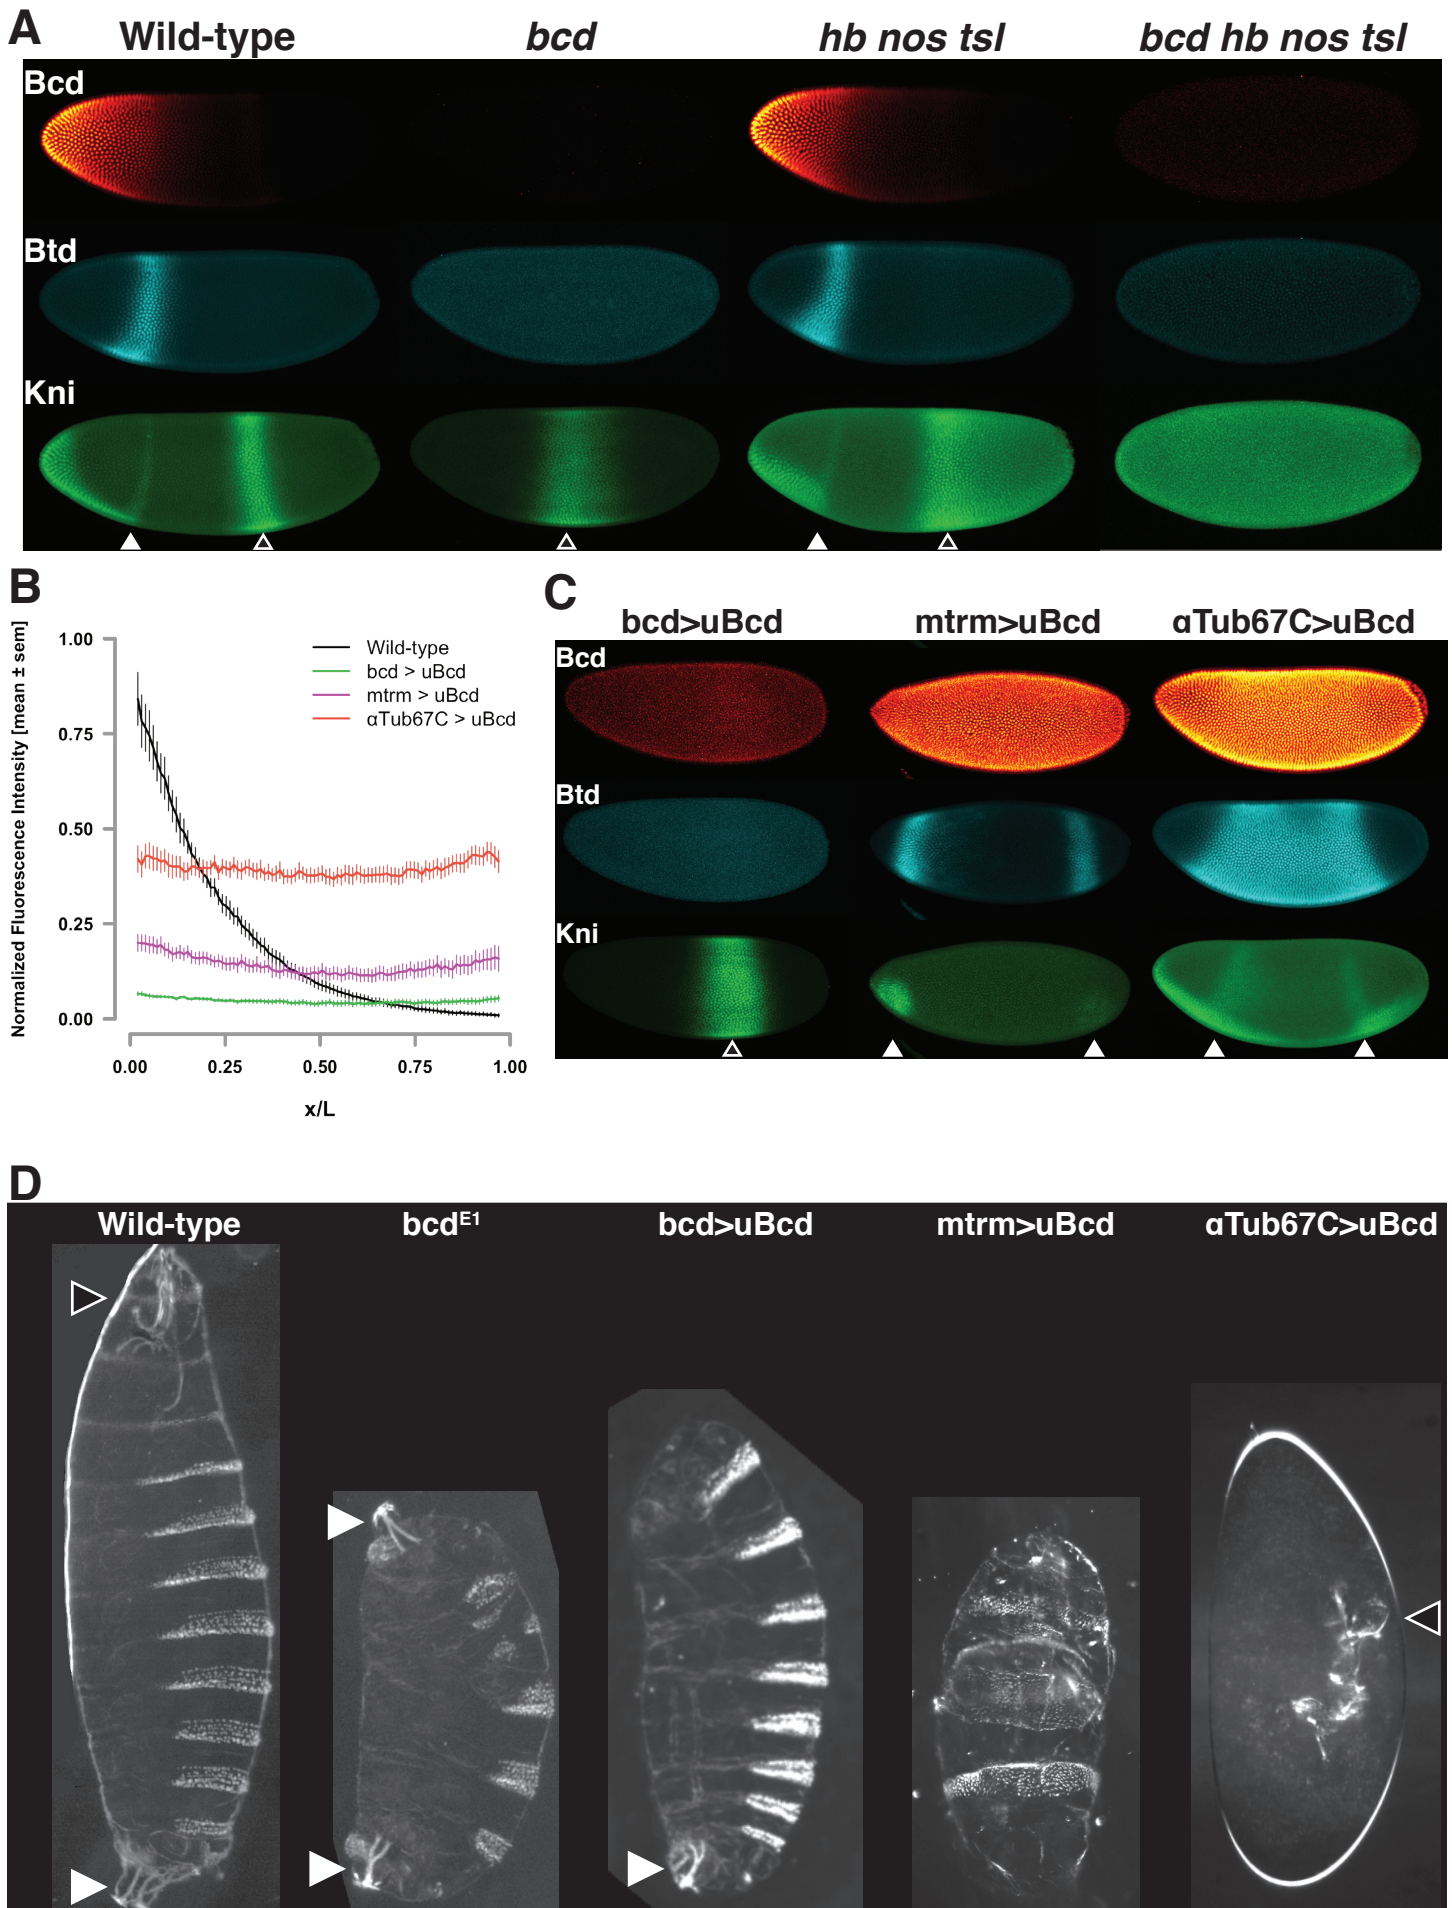 A
Wild-type bcd hb nos tsl bcd hb nos tsl
Bcd
Btd
Kni
B
Normalized Fluorescence Intensity [mean ± sem]
1.00
0.75
0.50
0.25
0.00
0.00 0.25 0.50 0.75 1.00
x/L
Wild-type
bcd > uBcd
mtrm > uBcd
αTub67C > uBcd
C
bcd>uBcd mtrm>uBcd αTub67C>uBcd
Bcd
Btd
Kni
D
Wild-type bcdE1 bcd>uBcd mtrm>uBcd αTub67C>uBcd